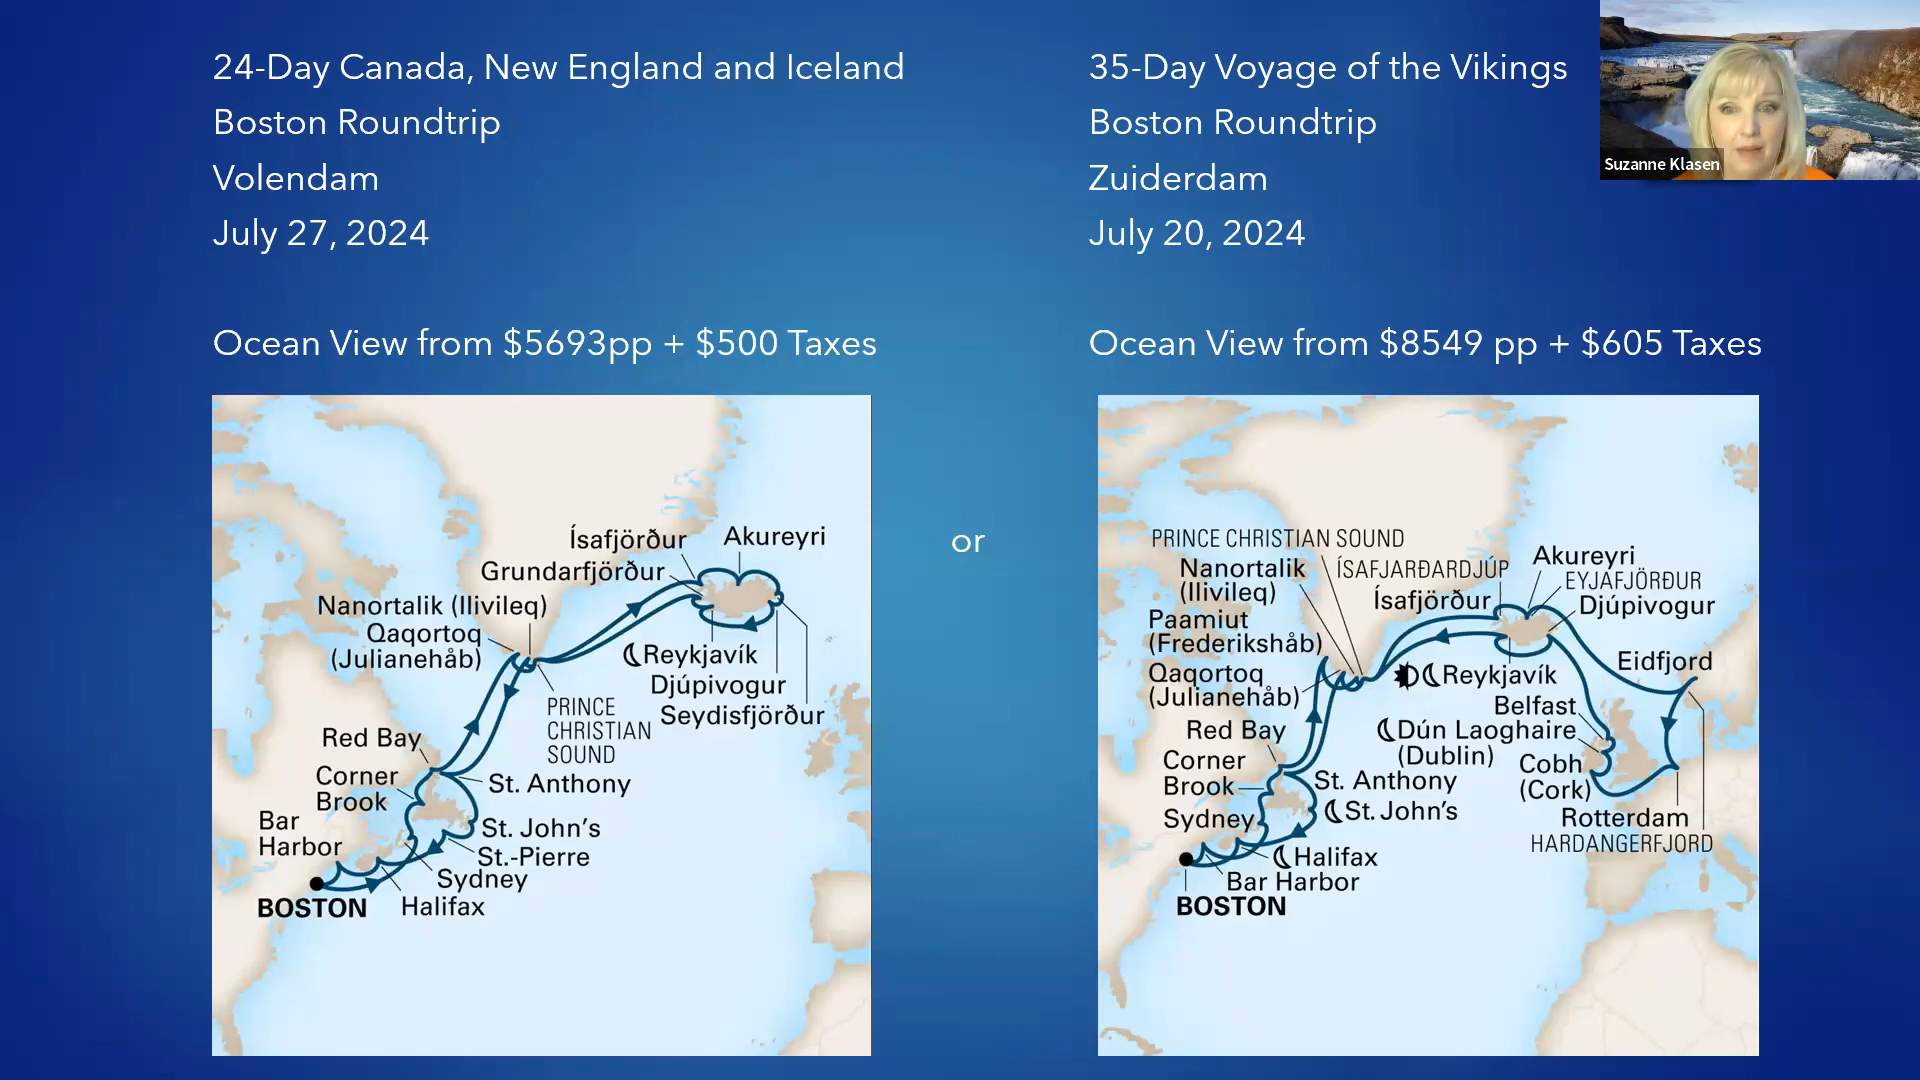 24-Day Canada, New England and Iceland
Boston Roundtrip
Volendam
July 27, 2024
Ocean View from $5693pp + $500 Taxes
Ísafjörður
Akureyri
Grundarfjörður
Nanortalik (Ilivileq)
Qaqortoq
(Julianehåb)
Reykjavík
Djúpivogur
Seydisfjörður
PRINCE
CHRISTIAN
SOUND
Red Bay
Corner
Brook
St. Anthony
Bar
Harbor
St. John's
St.-Pierre
Sydney
Halifax
BOSTON
or
35-Day Voyage of the Vikings
Boston Roundtrip
Zuiderdam
July 20, 2024
Ocean View from $8549 pp + $605 Taxes
PRINCE CHRISTIAN SOUND
Nanortalik
(Ilivileq)
ÍSAFJARÐARDJÚP
Akureyri
EYJAFJÖRÐUR
Ísafjörður
Djúpivogur
Paamiut
(Frederikshåb)
Qaqortoq
(Julianehåb)
Reykjavík
Eidfjord
Belfast
Dún Laoghaire
(Dublin)
Cobh
(Cork)
Rotterdam
HARDANGERFJORD
Red Bay
Corner
Brook
St. Anthony
St. John's
Sydney
Halifax
Bar Harbor
BOSTON
Suzanne Klasen